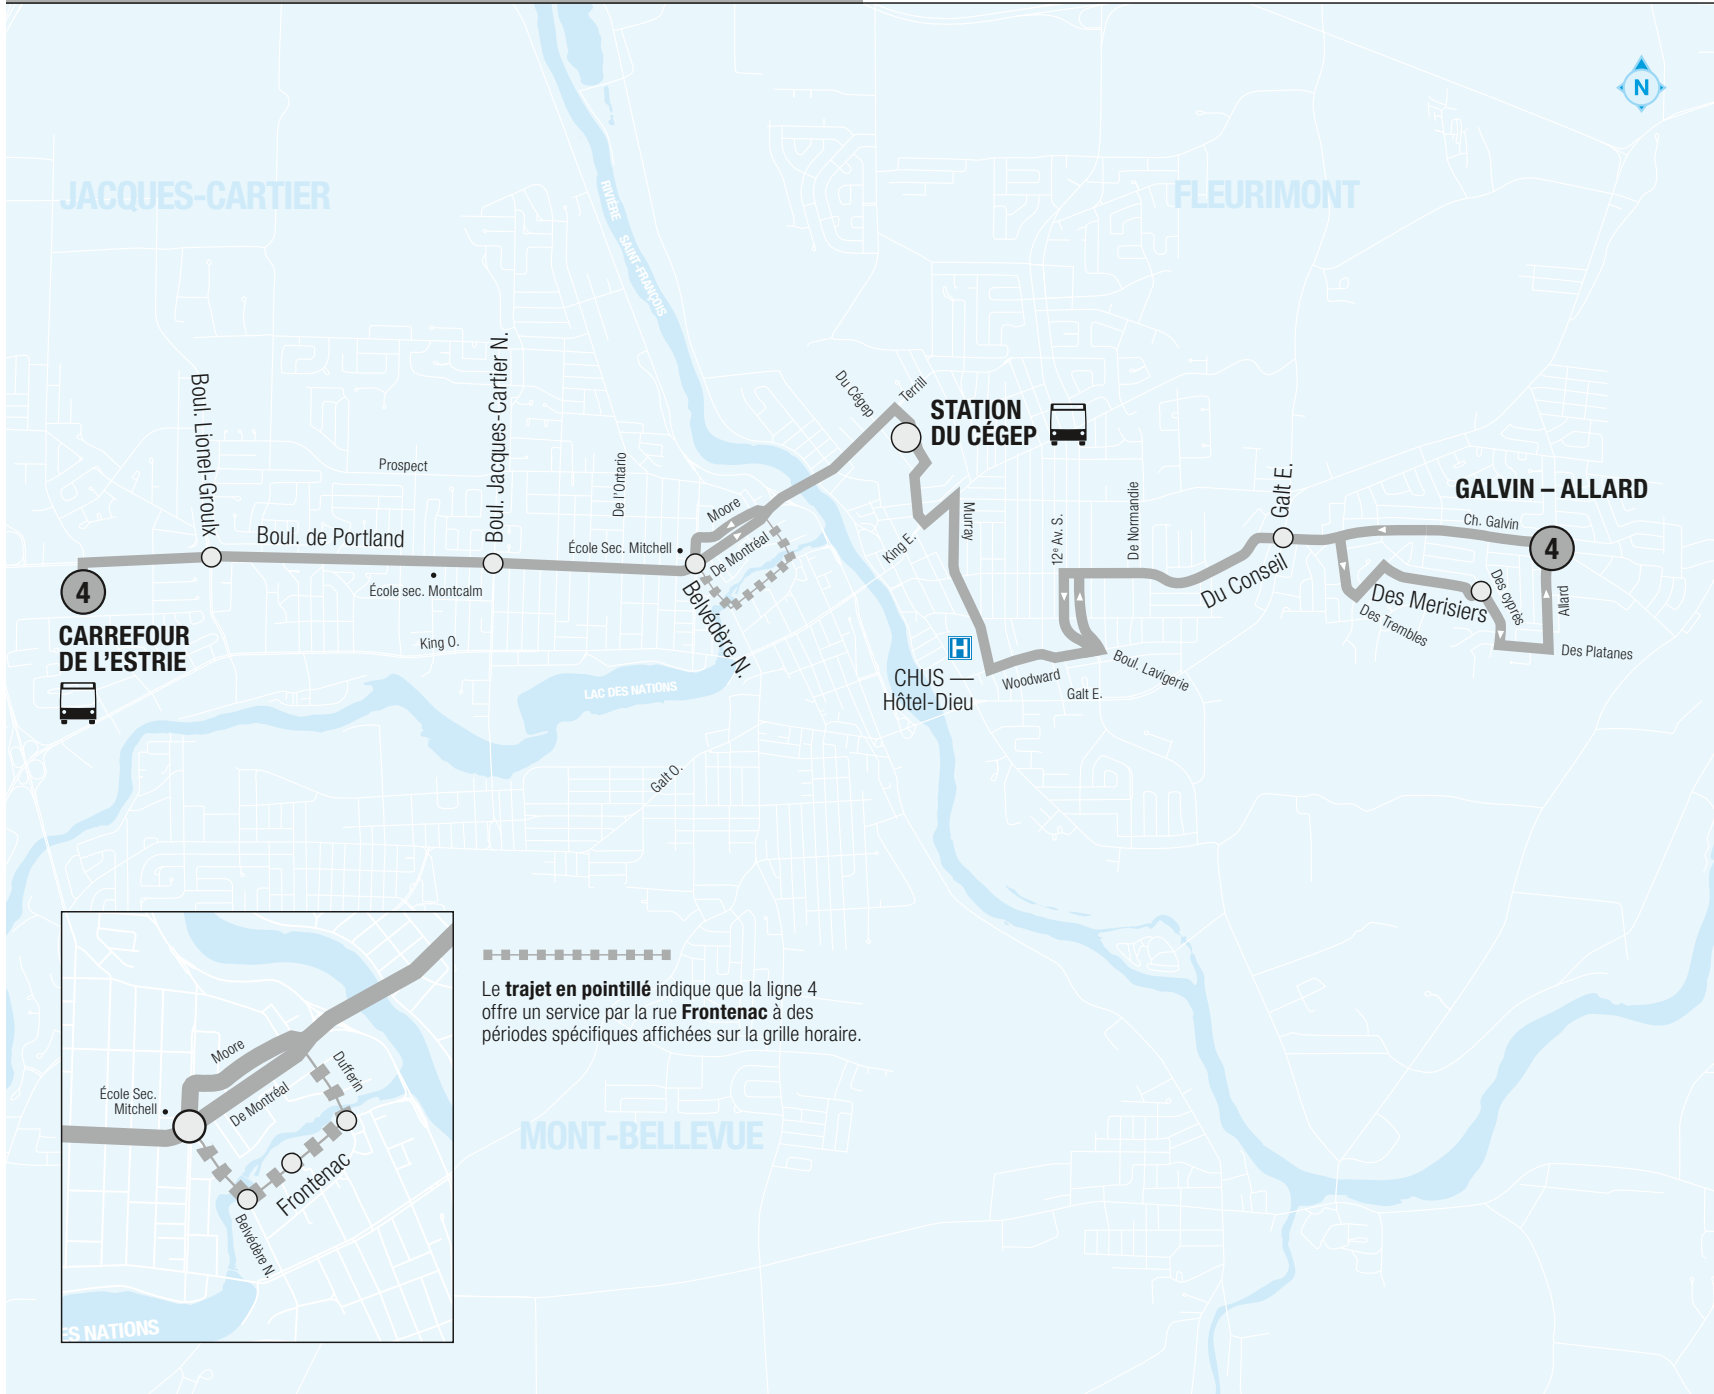 N
JACQUES-CARTIER
FLEURIMONT
RIVIÈRE SAINT-FRANÇOIS
Boul. Lionel-Groulx
Boul. Jacques-Cartier N.
Prospect
De l'Ontario
Boul. de Portland
École sec. Montcalm
King O.
4
CARREFOUR
DE L'ESTRIE
École Sec. Mitchell
Moore
De Montréal
Belvédère N.
LAC DES NATIONS
Galt O.
Du Cégep
Terrill
STATION
DU CÉGEP
King E.
Murray
H
CHUS —
Hôtel-Dieu
Woodward
Galt E.
Boul. Lavigerie
12e Av. S.
De Normandie
Du Conseil
Galt E.
GALVIN – ALLARD
Ch. Galvin
4
Des Merisiers
Des cyprès
Des Trembles
Allard
Des Platanes
Le trajet en pointillé indique que la ligne 4
offre un service par la rue Frontenac à des
périodes spécifiques affichées sur la grille horaire.
MONT-BELLEVUE
Moore
Dufferin
École Sec.
Mitchell
De Montréal
Frontenac
Belvédère N.
ES NATIONS